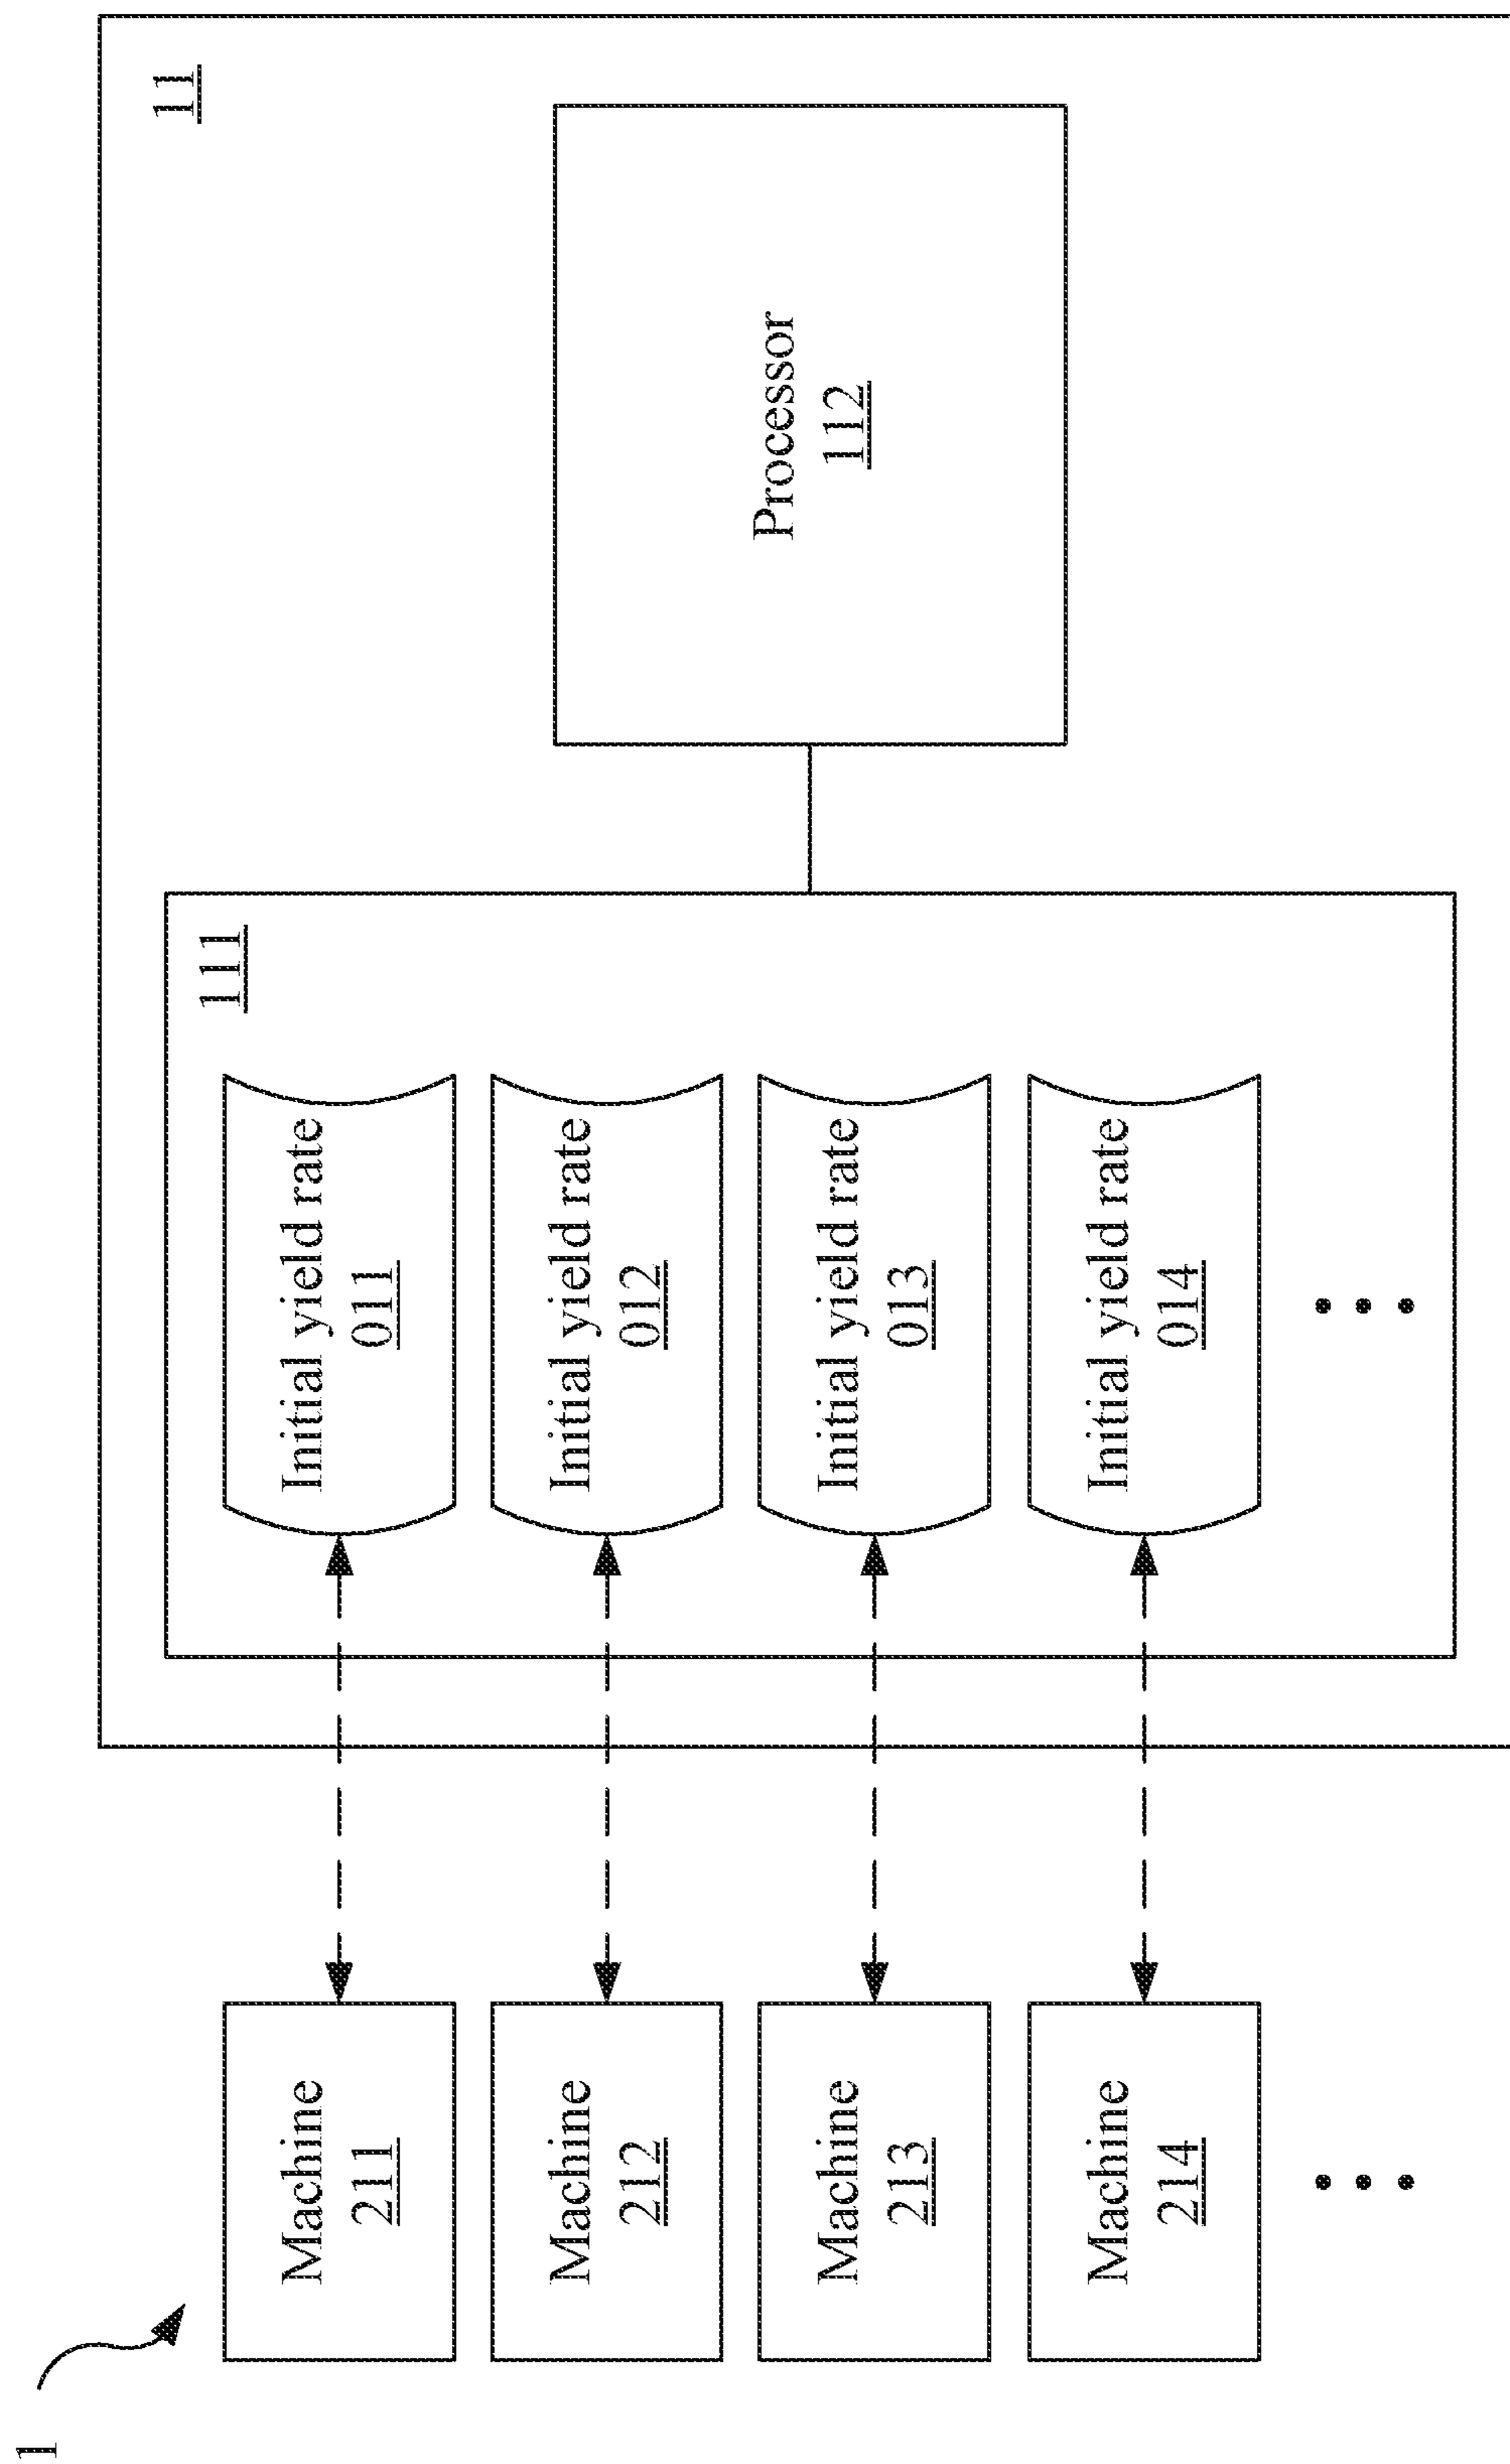 1
11
111
Machine
211
Initial yield rate
011
Machine
212
Initial yield rate
012
Processor
112
Machine
213
Initial yield rate
013
Machine
214
Initial yield rate
014